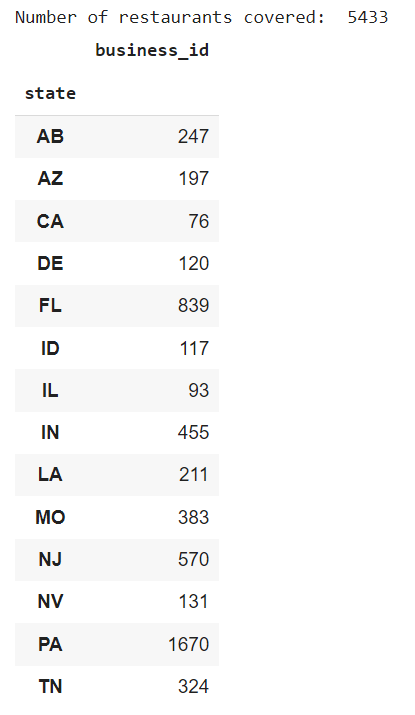 Number of restaurants covered:  5433
business_id
state
AB 247
AZ 197
CA 76
DE 120
FL 839
ID 117
IL 93
IN 455
LA 211
MO 383
NJ 570
NV 131
PA 1670
TN 324